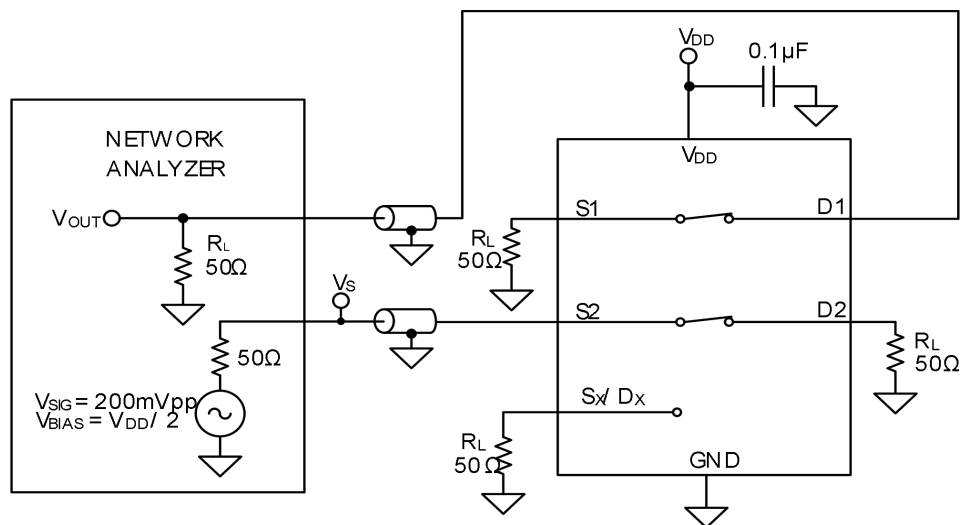 VDD
0.1µF
NETWORK
ANALYZER
VDD
VOUT
S1
D1
RL
50Ω
RL
50Ω
VS
S2
D2
50Ω
RL
50Ω
VSIG = 200mVpp
VBIAS = VDD / 2
SX / DX
RL
50Ω
GND